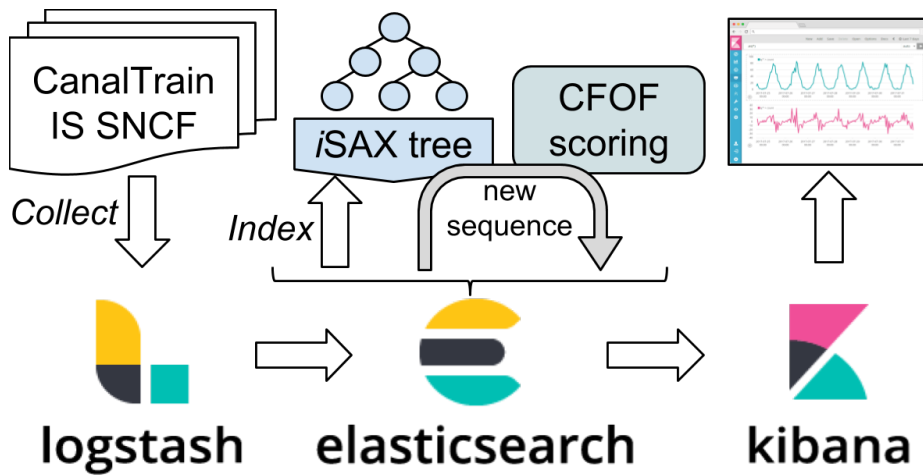 CanalTrain
IS SNCF
iSAX tree
CFOF
scoring
Collect
Index
new
sequence
logstash
elasticsearch
kibana